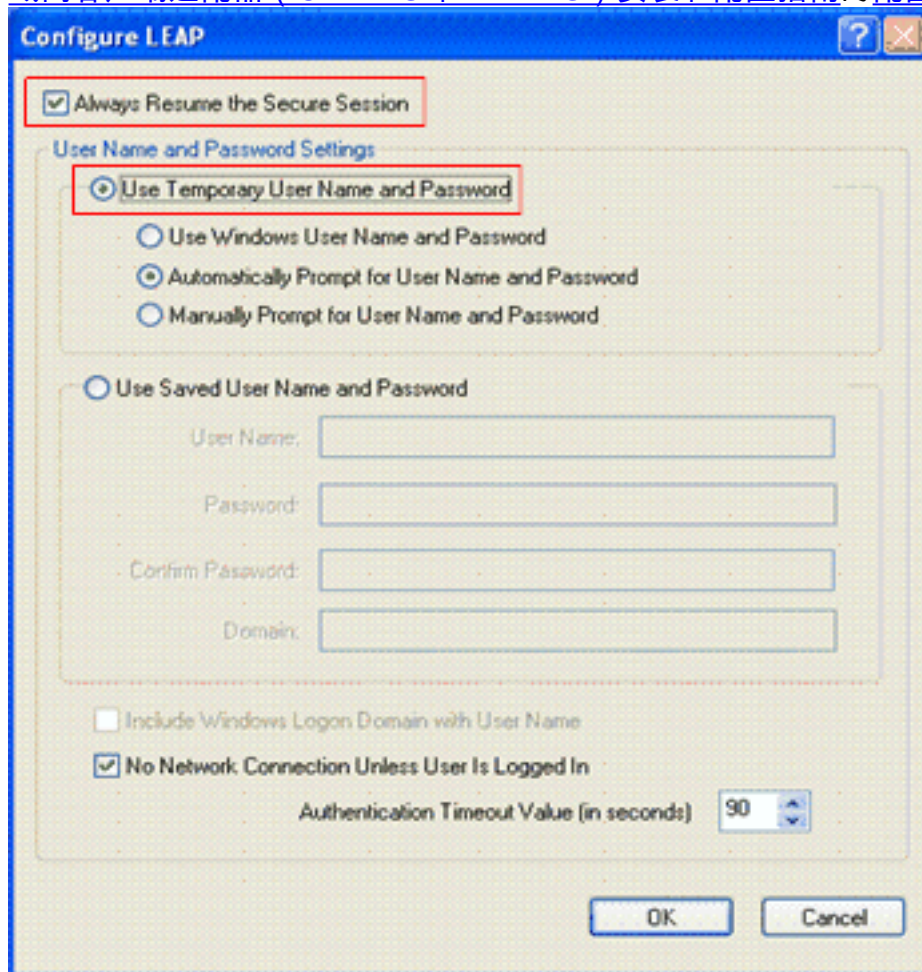 Configure LEAP
Always Resume the Secure Session
User Name and Password Settings
Use Temporary User Name and Password
Use Windows User Name and Password
Automatically Prompt for User Name and Password
Manually Prompt for User Name and Password
Use Saved User Name and Password
User Name:
Password:
Confirm Password:
Domain:
Include Windows Logon Domain with User Name
No Network Connection Unless User Is Logged In
Authentication Timeout Value (in seconds) 90
OK Cancel